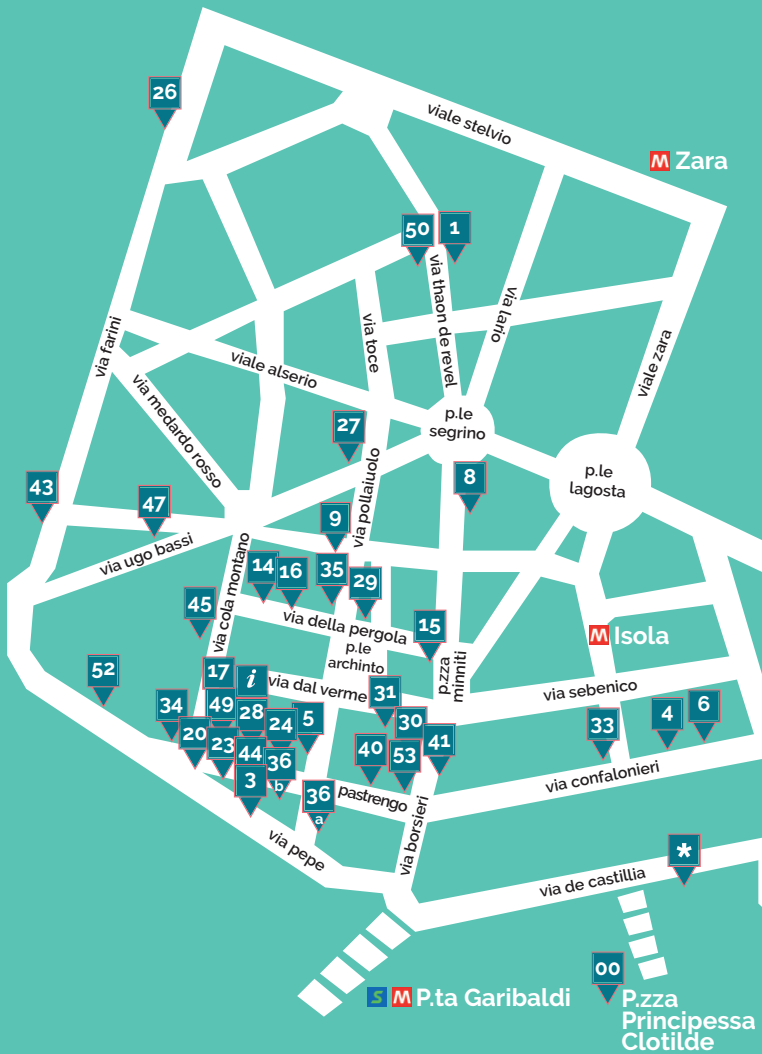 26
viale stelvio
M Zara
50
1
via thaon de revel
via lario
via toce
via farini
viale zara
viale alserio
via medardo rosso
p.le
segrino
27
p.le
lagosta
8
43
47
via pollaiuolo
9
via ugo bassi
via cola montano
14
16
35
29
45
via della pergola
15
M Isola
p.le
archinto
p.zza
minniti
52
17
i
via dal verme
31
via sebenico
34
49
28
24
5
30
33
4
6
20
23
44
36
b
40
53
41
3
36
a
pastrengo
via confalonieri
via borsieri
via pepe
*
via de castillia
00
S M P.ta Garibaldi
P.zza
Principessa
Clotilde